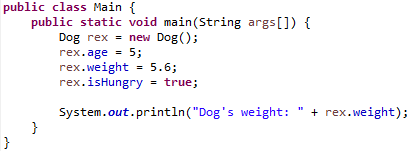 public class Main {
    public static void main(String args[]) {
        Dog rex = new Dog();
        rex.age = 5;
        rex.weight = 5.6;
        rex.isHungry = true;

        System.out.println("Dog's weight: " + rex.weight);
    }
}